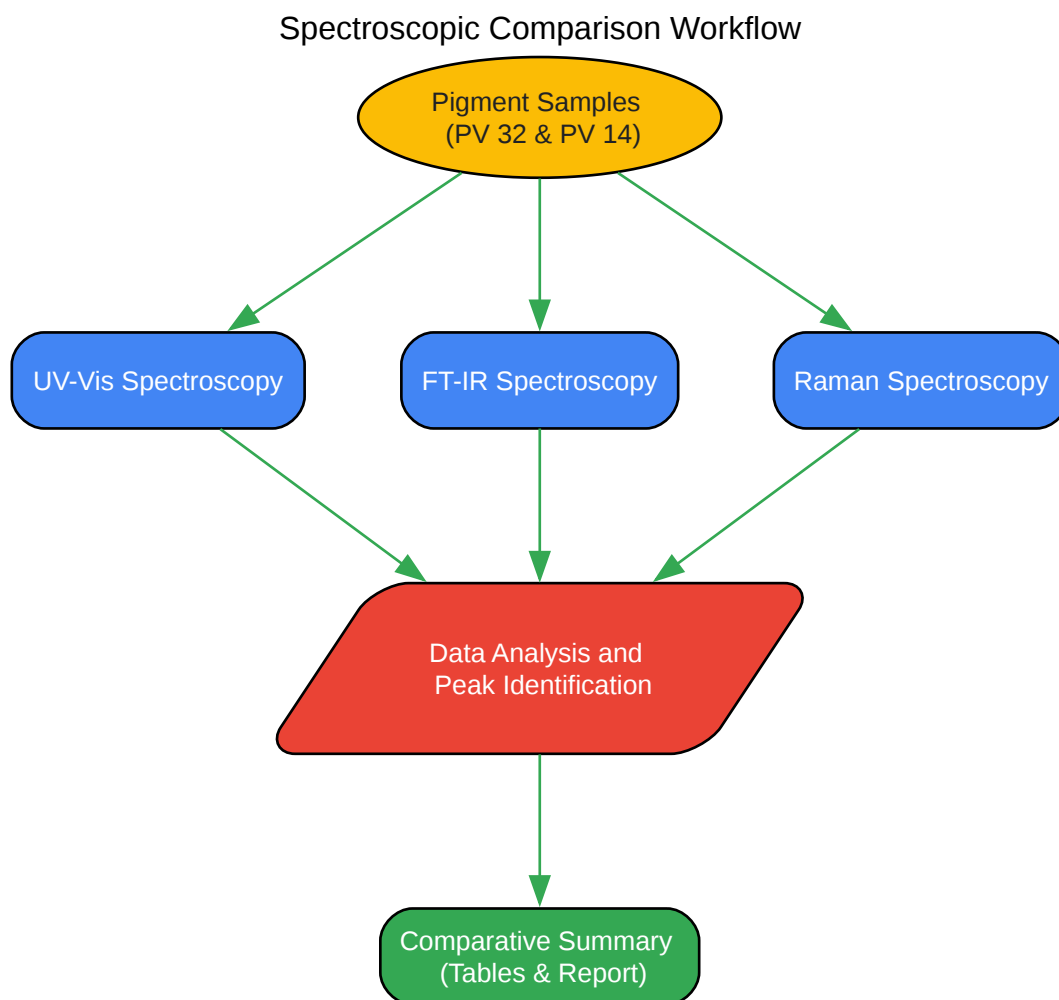 Spectroscopic Comparison Workflow
Pigment Samples
(PV 32 & PV 14)
UV-Vis Spectroscopy
FT-IR Spectroscopy
Raman Spectroscopy
Data Analysis and
Peak Identification
Comparative Summary
(Tables & Report)